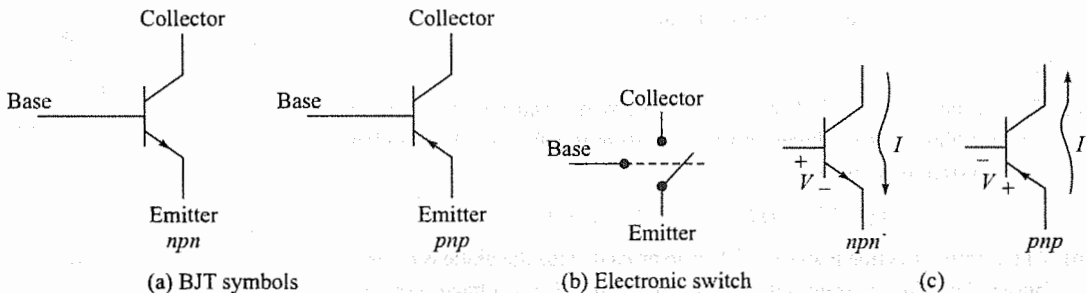 Collector
Base
Emitter
npn
Collector
Base
Emitter
pnp
(a) BJT symbols
Collector
Base
Emitter
(b) Electronic switch
+
V −
I
npn
−
V +
I
pnp
(c)